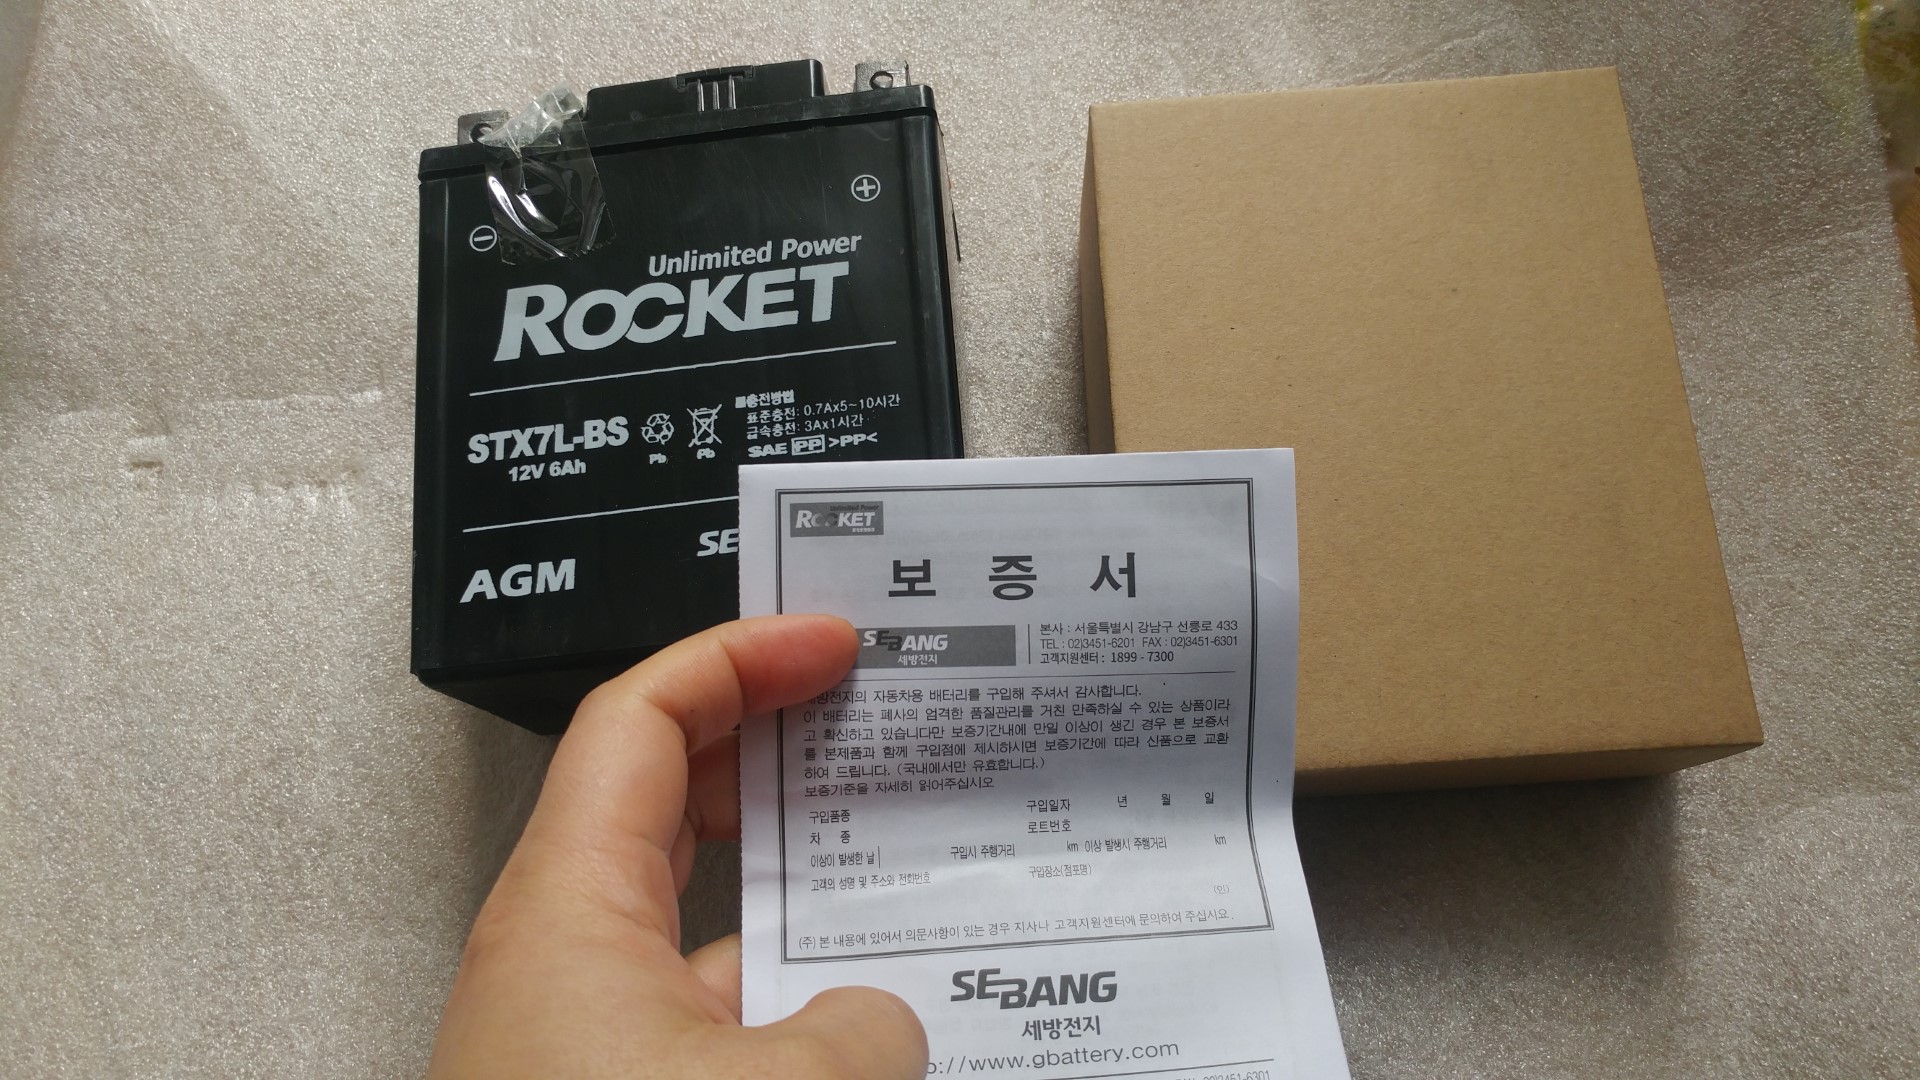 Unlimited Power
ROCKET
STX7L-BS
12V 6Ah
Pb
Pb
■충전방법
표준충전: 0.7Ax5~10시간
급속충전: 3Ax1시간
SAE PP >PP<
AGM
SE
Unlimited Power
ROCKET
보 증 서
SEBANG
세방전지
본사 : 서울특별시 강남구 선릉로 433
TEL : 02)3451-6201 FAX : 02)3451-6301
고객지원센터 : 1899 - 7300
세방전지의 자동차용 배터리를 구입해 주셔서 감사합니다.
이 배터리는 폐사의 엄격한 품질관리를 거친 만족하실 수 있는 상품이라
고 확신하고 있습니다만 보증기간내에 만일 이상이 생긴 경우 본 보증서
를 본제품과 함께 구입점에 제시하시면 보증기간에 따라 신품으로 교환
하여 드립니다. (국내에서만 유효합니다.)
보증기준을 자세히 읽어주십시오
구입품종 구입일자 년 월 일
차 종 로트번호
이상이 발생한 날 구입시 주행거리 km 이상 발생시 주행거리 km
고객의 성명 및 주소와 전화번호 구입장소(점포명)
(인)
(주) 본 내용에 있어서 의문사항이 있는 경우 지사나 고객지원센터에 문의하여 주십시요.
SEBANG
세방전지
://www.gbattery.com
02)3451-6301